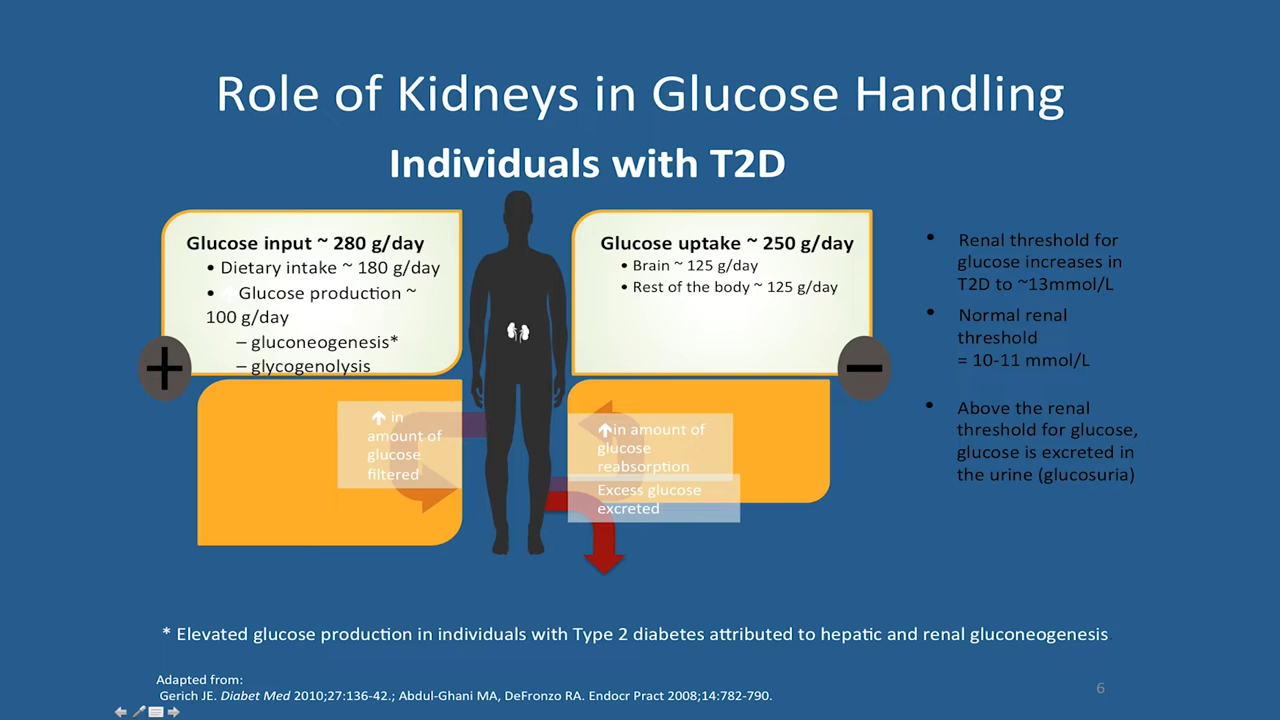 Role of Kidneys in Glucose Handling
Individuals with T2D
Glucose input ~ 280 g/day
• Dietary intake ~ 180 g/day
• ↑ Glucose production ~
100 g/day
– gluconeogenesis*
– glycogenolysis
+
Glucose uptake ~ 250 g/day
• Brain ~ 125 g/day
• Rest of the body ~ 125 g/day
–
↑ in
amount of
glucose
filtered
↑in amount of
glucose
reabsorption
Excess glucose
excreted
• Renal threshold for
glucose increases in
T2D to ~13mmol/L
• Normal renal
threshold
= 10-11 mmol/L
• Above the renal
threshold for glucose,
glucose is excreted in
the urine (glucosuria)
* Elevated glucose production in individuals with Type 2 diabetes attributed to hepatic and renal gluconeogenesis
Adapted from:
Gerich JE. Diabet Med 2010;27:136-42.; Abdul-Ghani MA, DeFronzo RA. Endocr Pract 2008;14:782-790.
6